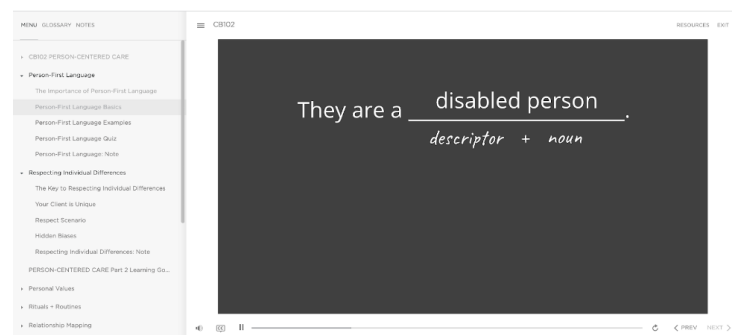 MENU GLOSSARY NOTES
CB102 PERSON-CENTERED CARE
Person-First Language
The Importance of Person-First Language
Person-First Language Basics
Person-First Language Examples
Person-First Language Quiz
Person-First Language: Note
Respecting Individual Differences
The Key to Respecting Individual Differences
Your Client is Unique
Respect Scenario
Hidden Biases
Respecting Individual Differences: Note
PERSON-CENTERED CARE Part 2 Learning Go...
Personal Values
Rituals + Routines
Relationship Mapping
CB102
RESOURCES EXIT
They are a disabled person.
descriptor + noun
CC
PREV NEXT